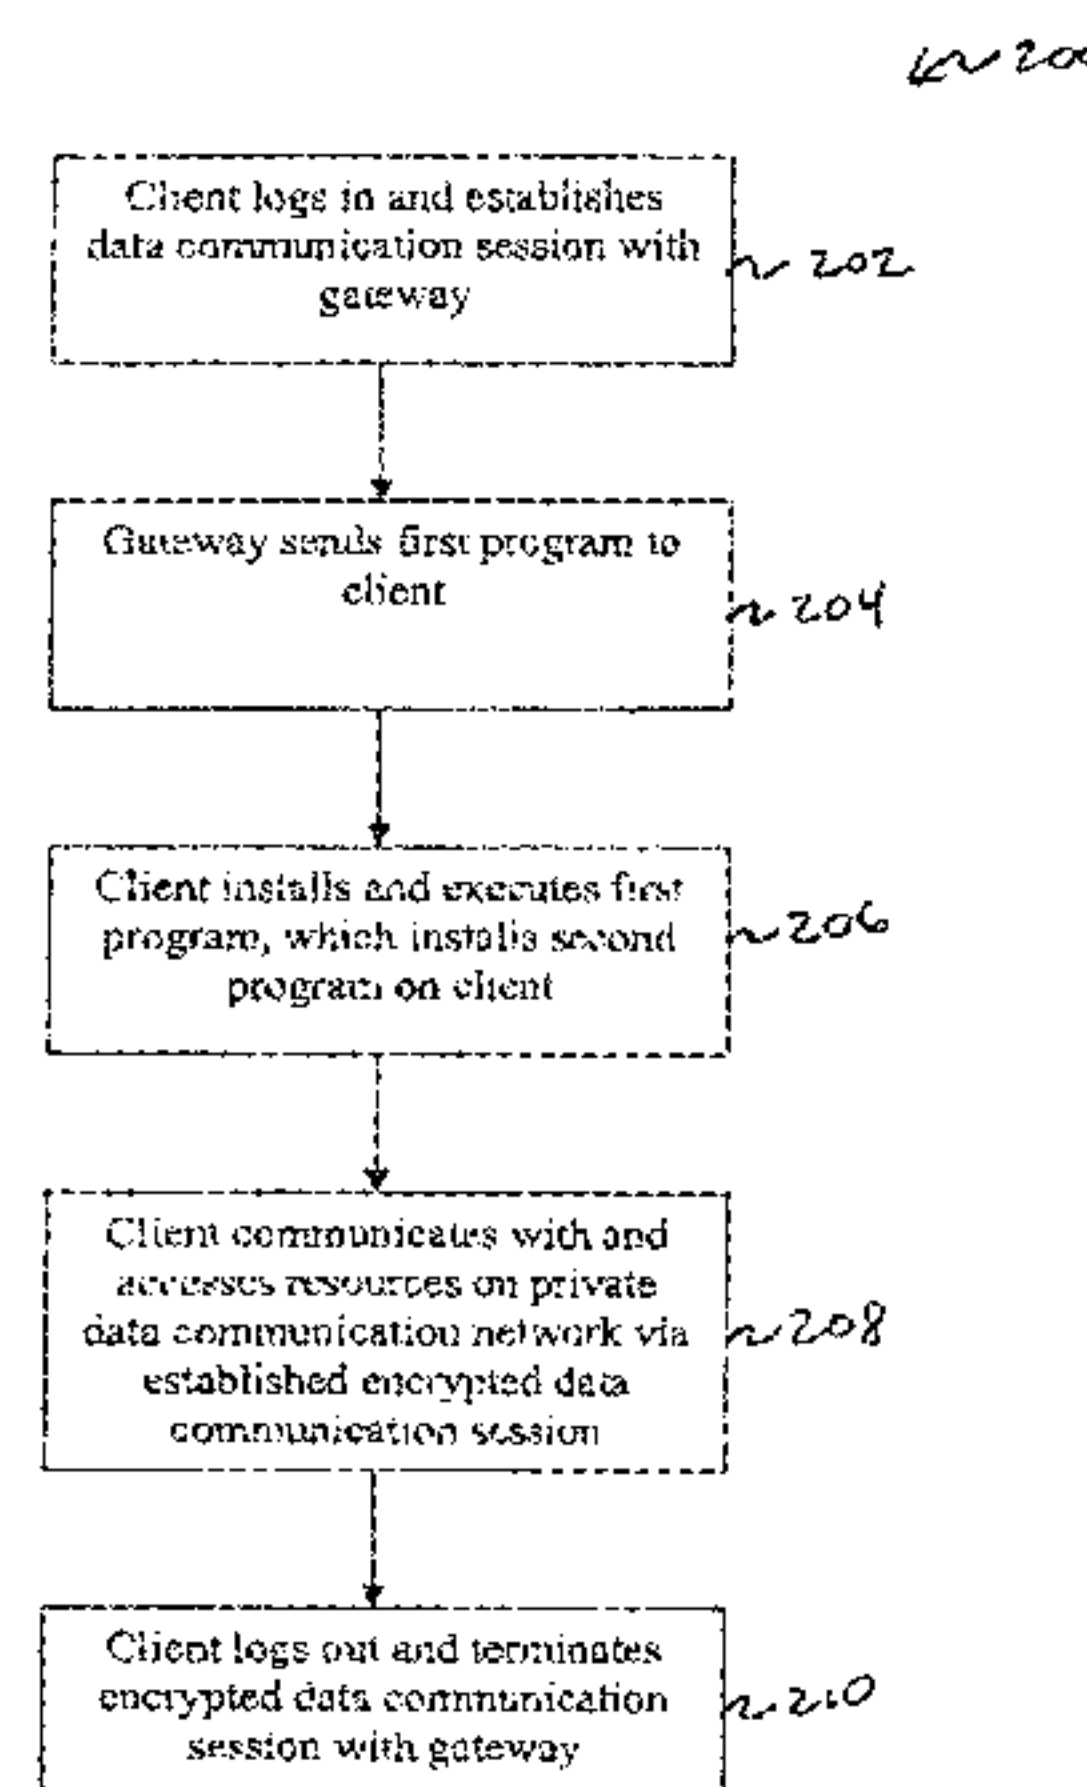 200
Client logs in and establishes
data communication session with
gateway
202
Gateway sends first program to
client
204
Client installs and executes first
program, which installs second
program on client
206
Client communicates with and
accesses resources on private
data communication network via
established encrypted data
communication session
208
Client logs out and terminates
encrypted data communication
session with gateway
210